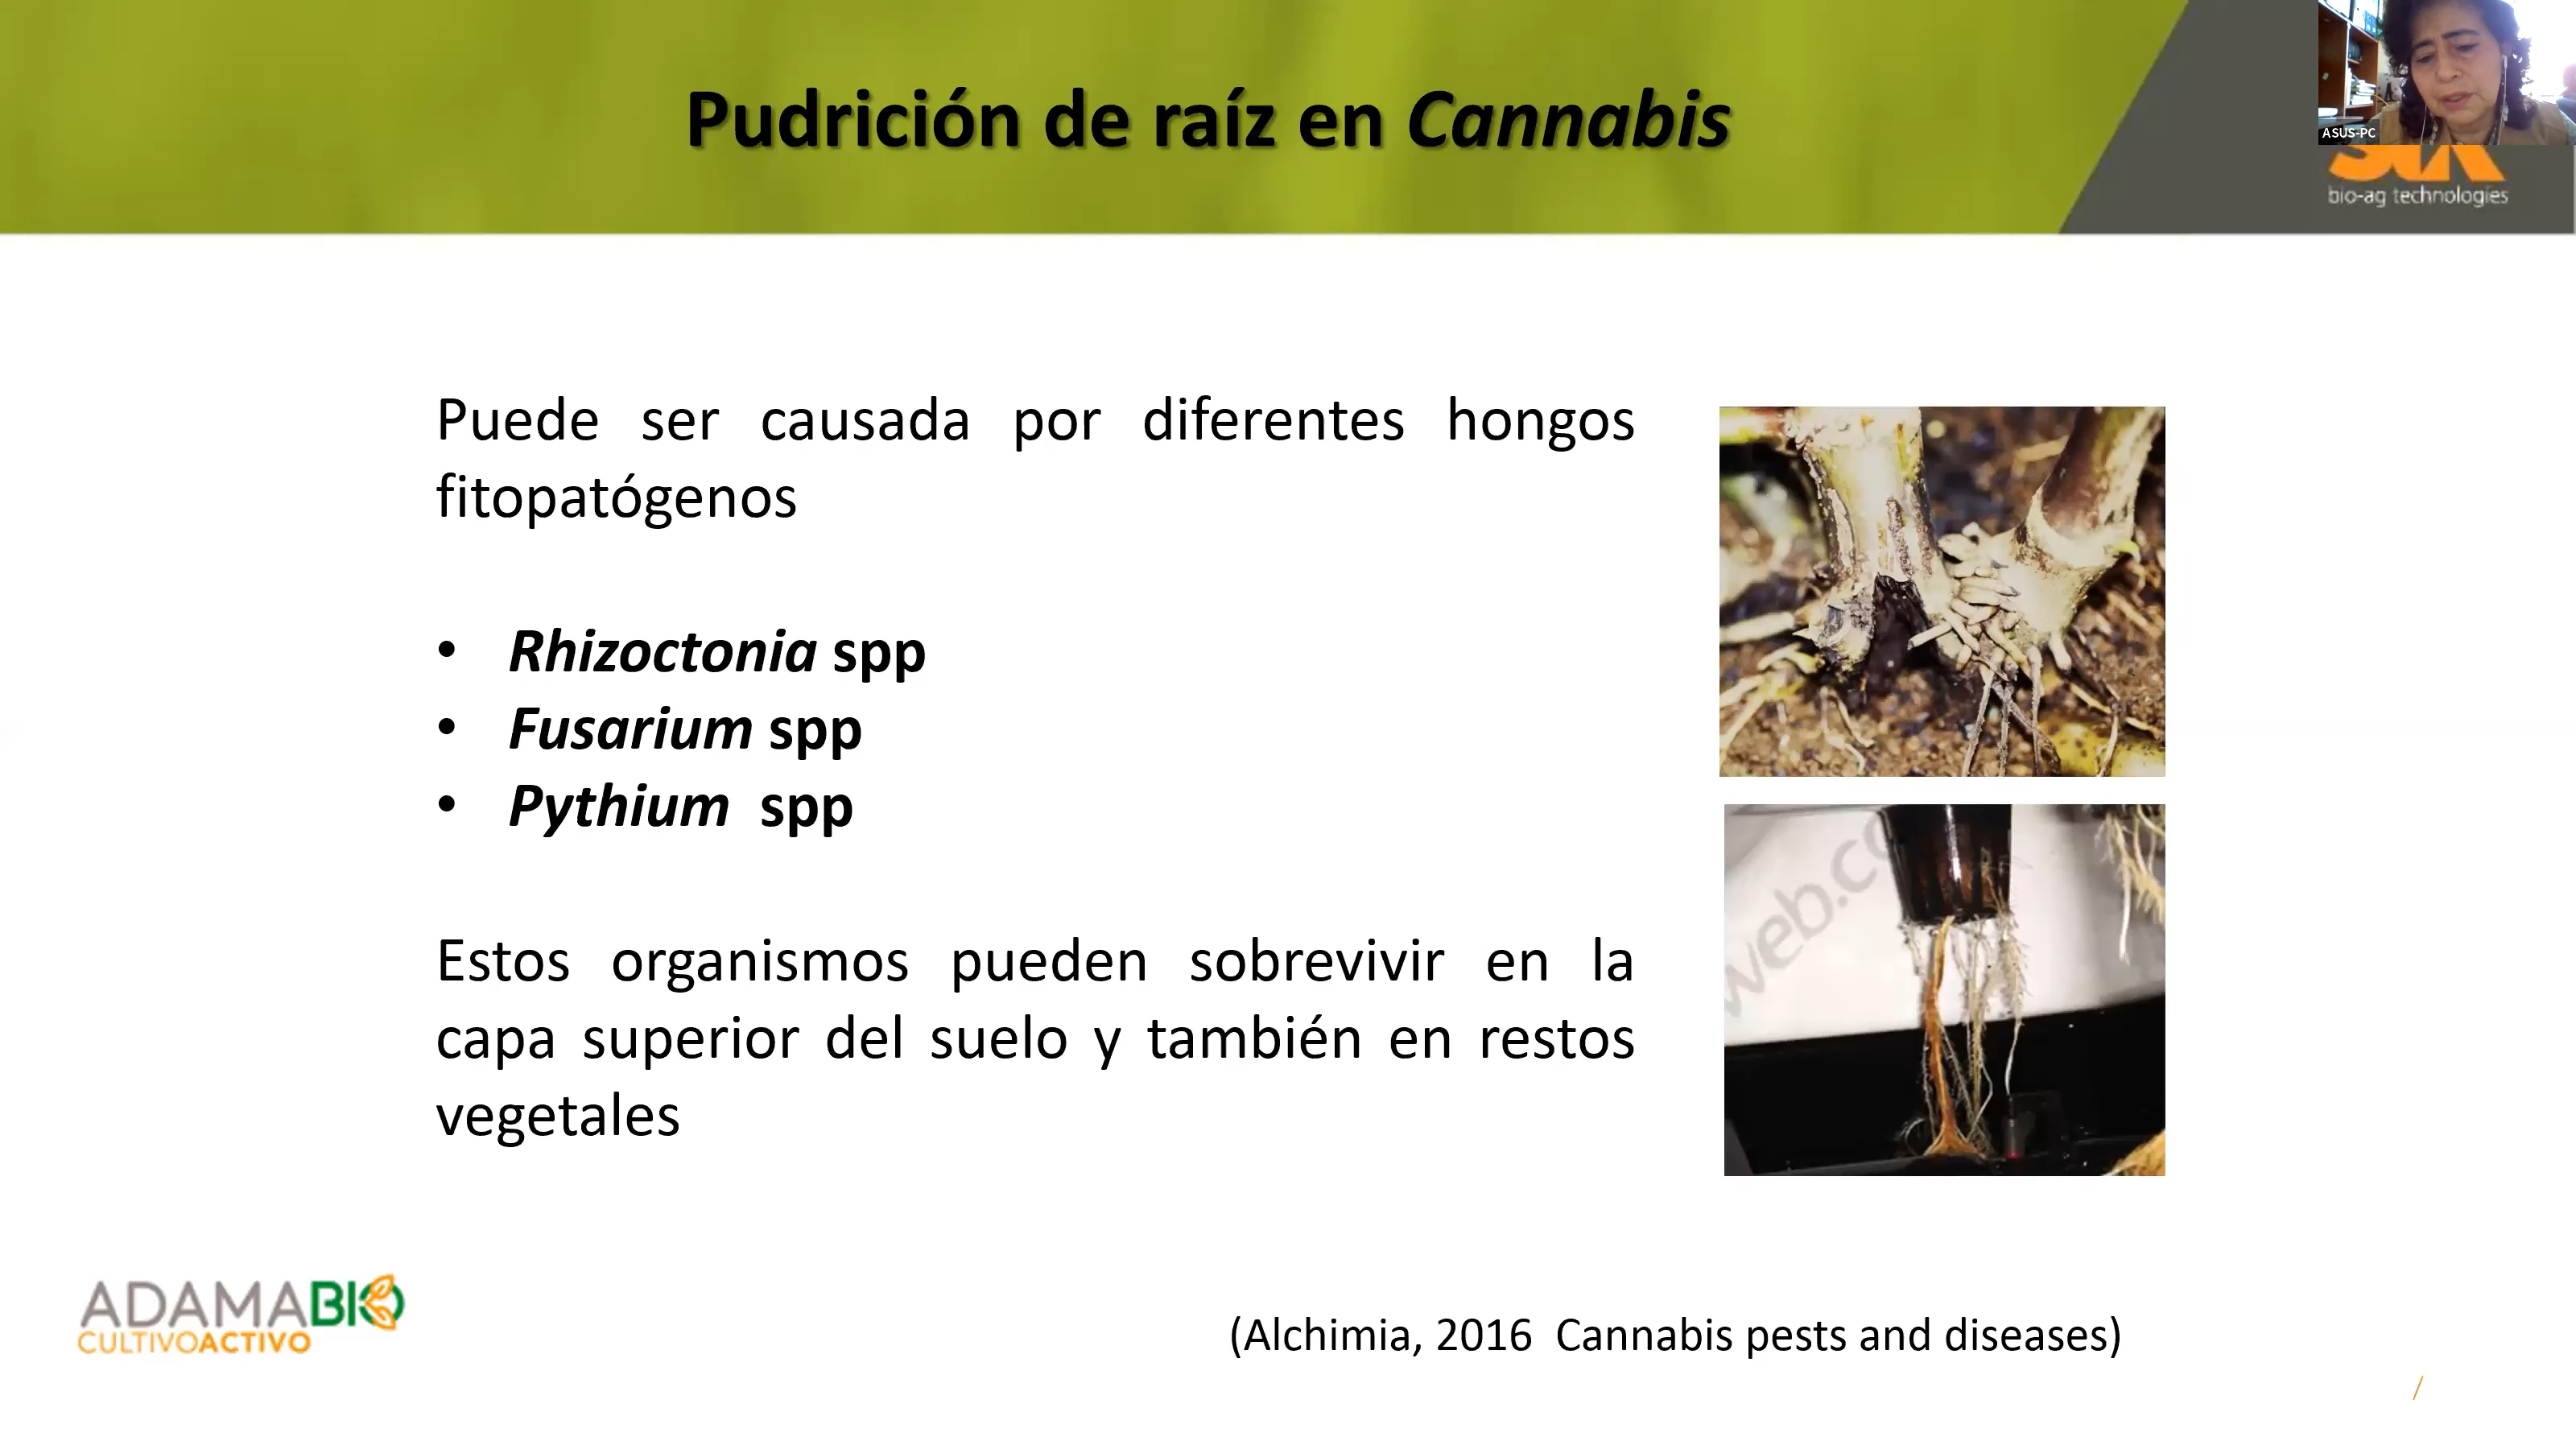 Pudrición de raíz en Cannabis
ASUS-PC
bio-ag technologies
Puede ser causada por diferentes hongos
fitopatógenos
• Rhizoctonia spp
• Fusarium spp
• Pythium spp
Estos organismos pueden sobrevivir en la
capa superior del suelo y también en restos
vegetales
web.co
ADAMABIO
CULTIVOACTIVO
(Alchimia, 2016 Cannabis pests and diseases)
/